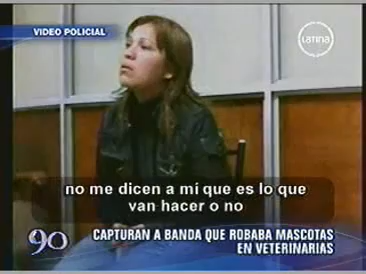 VIDEO POLICIAL
Latina
no me dicen a mí que es lo que
van hacer o no
90
CAPTURAN A BANDA QUE ROBABA MASCOTAS
EN VETERINARIAS